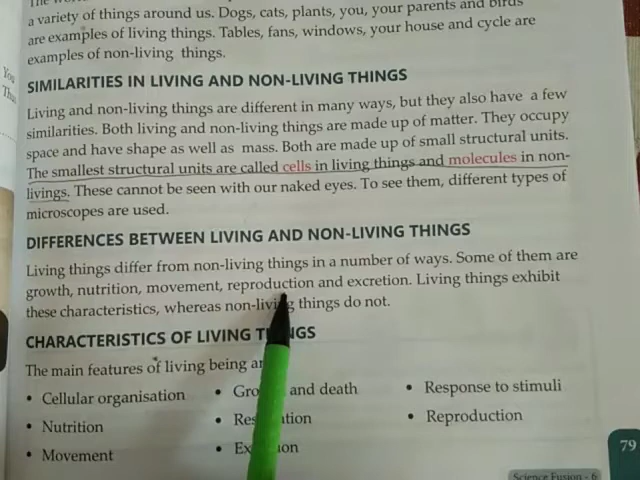 a variety of things around us. Dogs, cats, plants, you, your parents and birds
are examples of living things. Tables, fans, windows, your house and cycle are
examples of non-living things.
SIMILARITIES IN LIVING AND NON-LIVING THINGS
Living and non-living things are different in many ways, but they also have a few
similarities. Both living and non-living things are made up of matter. They occupy
space and have shape as well as mass. Both are made up of small structural units.
The smallest structural units are called cells in living things and molecules in non-
livings. These cannot be seen with our naked eyes. To see them, different types of
microscopes are used.
DIFFERENCES BETWEEN LIVING AND NON-LIVING THINGS
Living things differ from non-living things in a number of ways. Some of them are
growth, nutrition, movement, reproduction and excretion. Living things exhibit
these characteristics, whereas non-living things do not.
CHARACTERISTICS OF LIVING THINGS
The main features of living being
• Cellular organisation
• Nutrition
• Movement
• and death
•
•
• Response to stimuli
• Reproduction
79
Science Fusion - 6
You